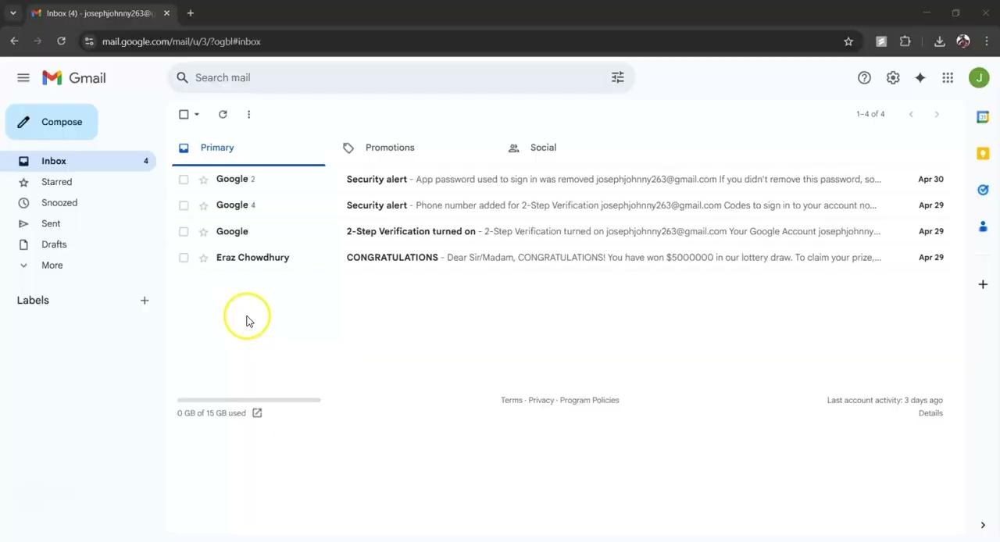 Inbox (4) - josephjohnny263@
mail.google.com/mail/u/3/?ogbl#inbox
Gmail
Search mail
J
Compose
1–4 of 4
31
Primary
Promotions
Social
Inbox 4
Starred
Snoozed
Sent
Drafts
More
Labels
Google 2 Security alert - App password used to sign in was removed josephjohnny263@gmail.com If you didn't remove this password, so... Apr 30
Google 4 Security alert - Phone number added for 2-Step Verification josephjohnny263@gmail.com Codes to sign in to your account no... Apr 29
Google 2-Step Verification turned on - 2-Step Verification turned on josephjohnny263@gmail.com Your Google Account josephjohnny... Apr 29
Eraz Chowdhury CONGRATULATIONS - Dear Sir/Madam, CONGRATULATIONS! You have won $5000000 in our lottery draw. To claim your prize,... Apr 29
0 GB of 15 GB used
Terms · Privacy · Program Policies
Last account activity: 3 days ago
Details